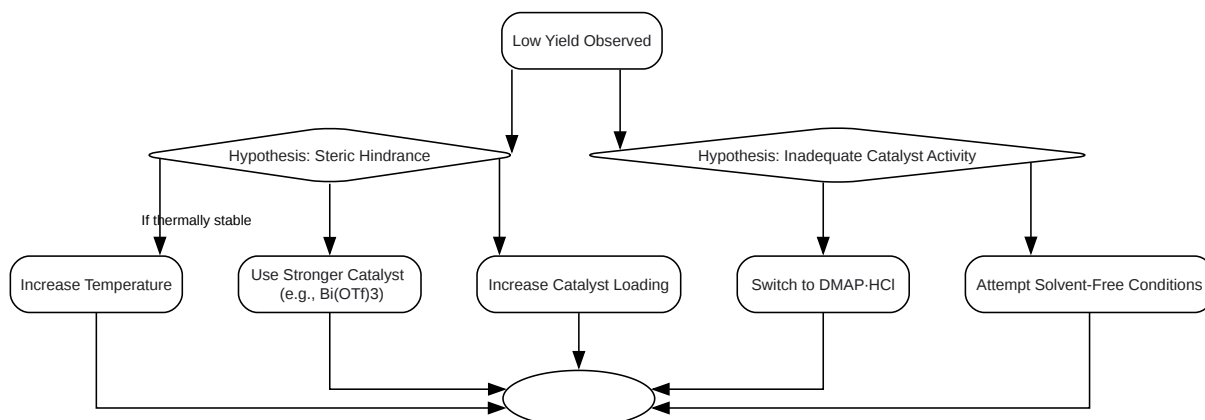 Low Yield Observed
Hypothesis: Steric Hindrance
Hypothesis: Inadequate Catalyst Activity
If thermally stable
Increase Temperature
Use Stronger Catalyst
(e.g., Bi(OTf)3)
Increase Catalyst Loading
Switch to DMAP·HCl
Attempt Solvent-Free Conditions